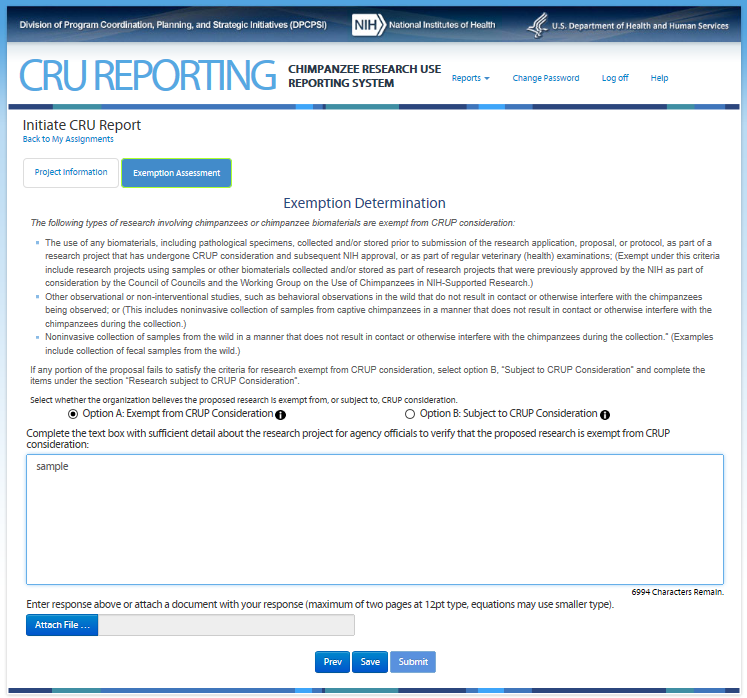 Division of Program Coordination, Planning, and Strategic Initiatives (DPCPSI)
NIH National Institutes of Health
U.S. Department of Health and Human Services
CRU REPORTING
CHIMPANZEE RESEARCH USE
REPORTING SYSTEM
Reports
Change Password
Log off
Help
Initiate CRU Report
Back to My Assignments
Project Information
Exemption Assessment
Exemption Determination
The following types of research involving chimpanzees or chimpanzee biomaterials are exempt from CRUP consideration:
The use of any biomaterials, including pathological specimens, collected and/or stored prior to submission of the research application, proposal, or protocol, as part of a
research project that has undergone CRUP consideration and subsequent NIH approval, or as part of regular veterinary (health) examinations; (Exempt under this criteria
include research projects using samples or other biomaterials collected and/or stored as part of research projects that were previously approved by the NIH as part of
consideration by the Council of Councils and the Working Group on the Use of Chimpanzees in NIH-Supported Research.)
Other observational or non-interventional studies, such as behavioral observations in the wild that do not result in contact or otherwise interfere with the chimpanzees
being observed; or (This includes noninvasive collection of samples from captive chimpanzees in a manner that does not result in contact or otherwise interfere with the
chimpanzees during the collection.)
Noninvasive collection of samples from the wild in a manner that does not result in contact or otherwise interfere with the chimpanzees during the collection." (Examples
include collection of fecal samples from the wild.)
If any portion of the proposal fails to satisfy the criteria for research exempt from CRUP consideration, select option B, "Subject to CRUP Consideration" and complete the
items under the section "Research subject to CRUP Consideration".
Select whether the organization believes the proposed research is exempt from, or subject to, CRUP consideration.
Option A: Exempt from CRUP Consideration
Option B: Subject to CRUP Consideration
Complete the text box with sufficient detail about the research project for agency officials to verify that the proposed research is exempt from CRUP
consideration:
sample
6994 Characters Remain.
Enter response above or attach a document with your response (maximum of two pages at 12pt type, equations may use smaller type).
Attach File ...
Prev
Save
Submit